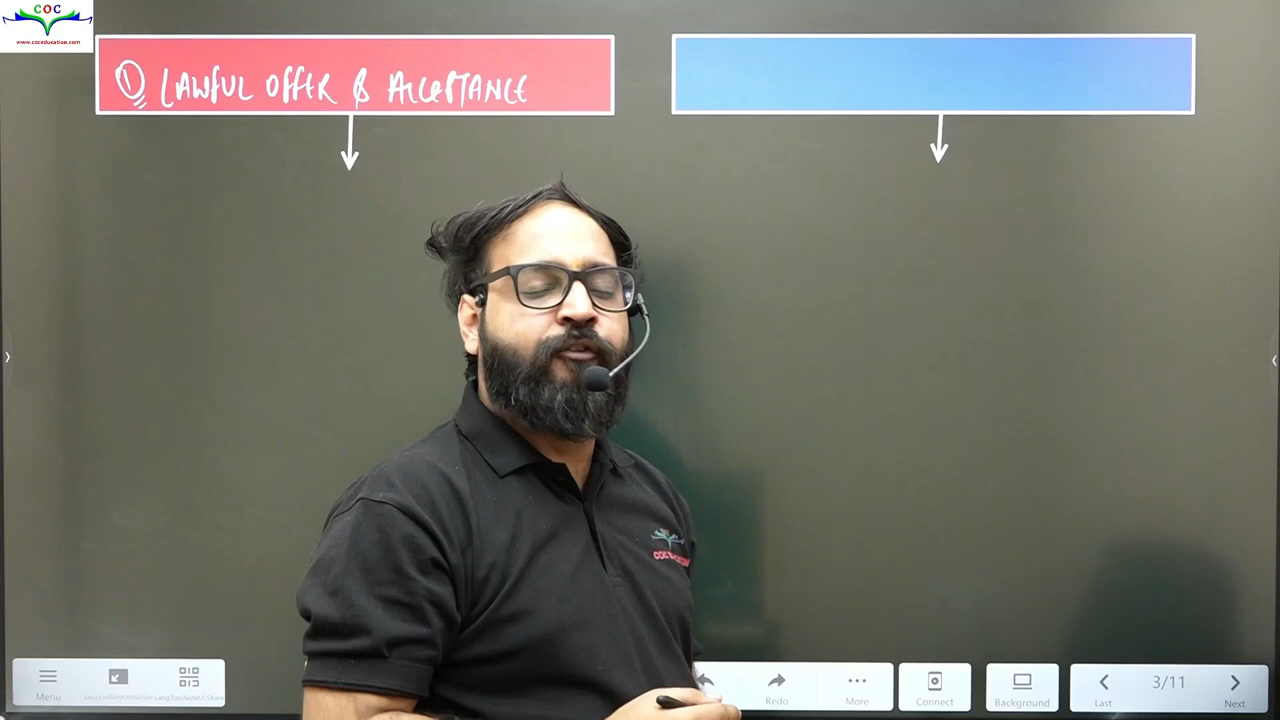 COC
www.coceducation.com
① LAWFUL OFFER & ACCEPTANCE
Menu
Redo
More
Connect
Background
Last
3/11
Next